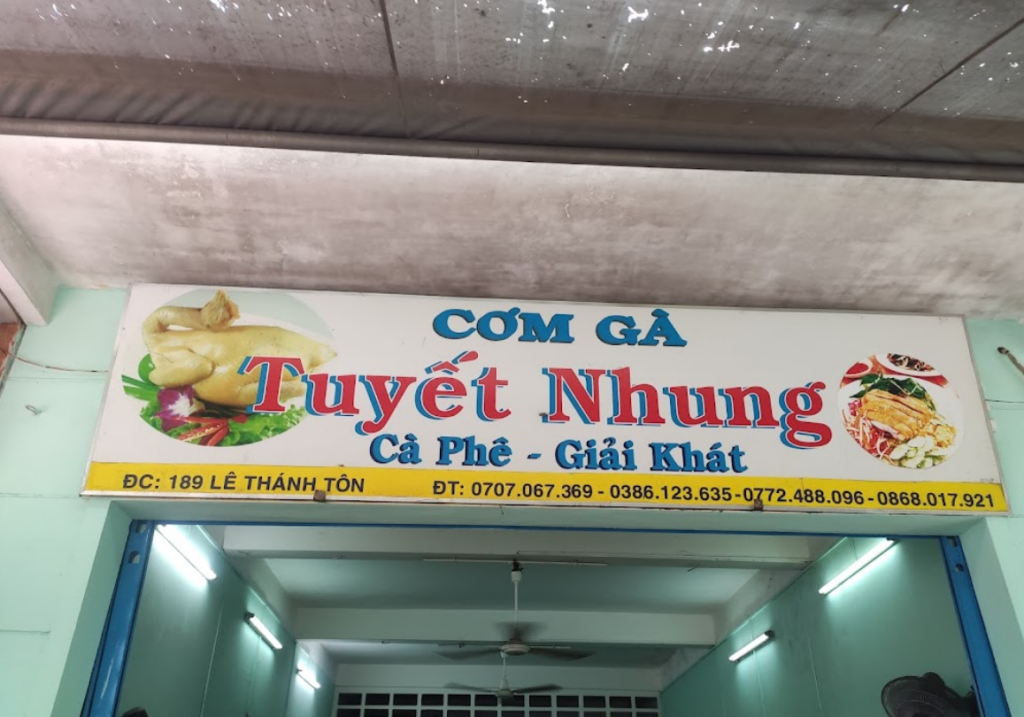 CƠM GÀ
Tuyết Nhung
Cà Phê - Giải Khát
ĐC: 189 LÊ THÁNH TÔN ĐT: 0707.067.369 - 0386.123.635 - 0772.488.096 - 0868.017.921